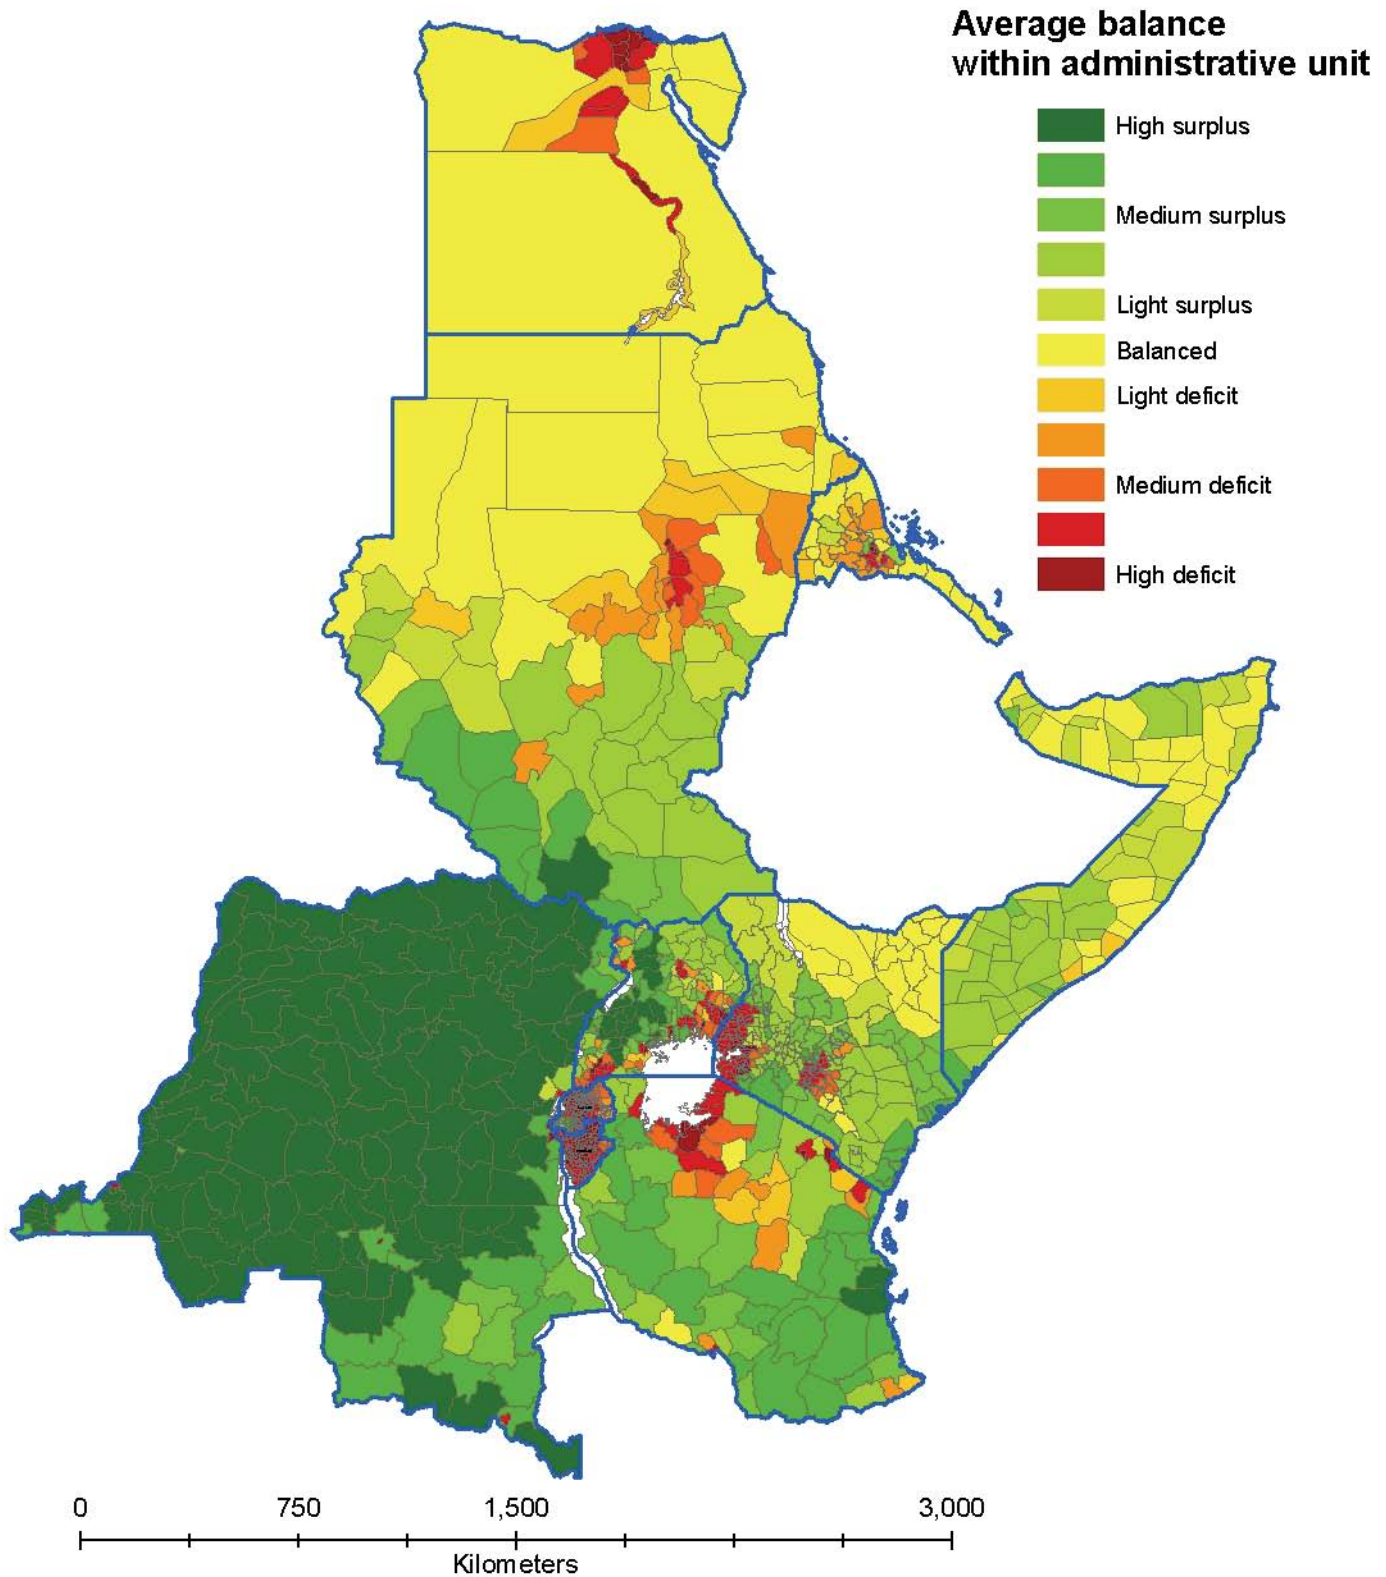 Average balance
within administrative unit
High surplus
Medium surplus
Light surplus
Balanced
Light deficit
Medium deficit
High deficit
0 750 1,500 3,000
Kilometers